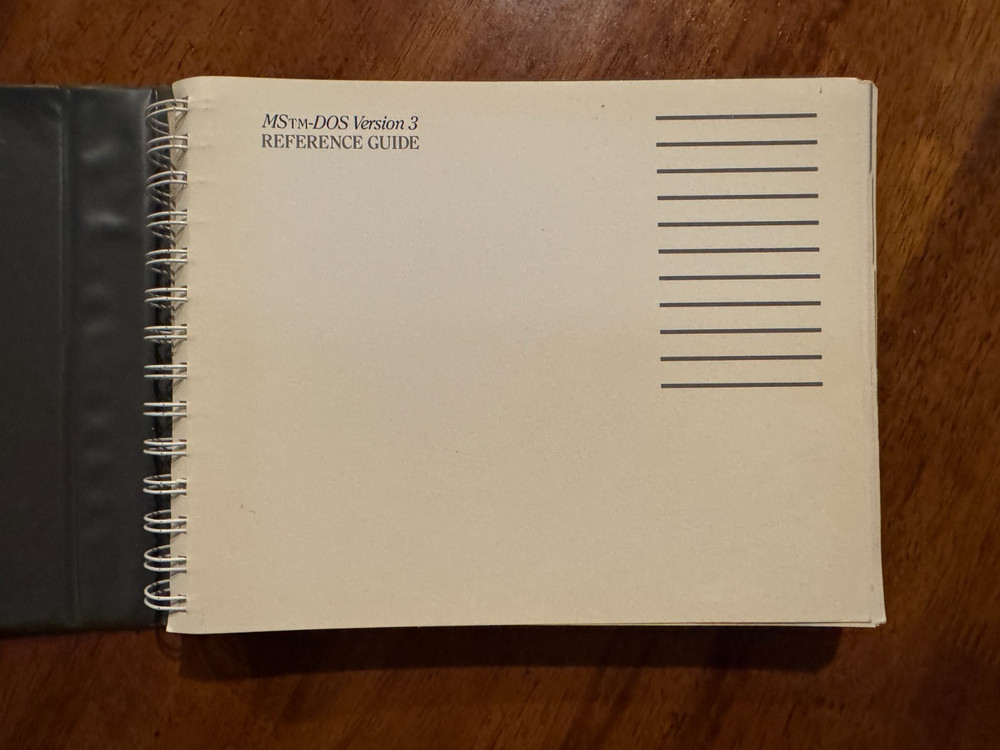 MSTM-DOS Version 3
REFERENCE GUIDE